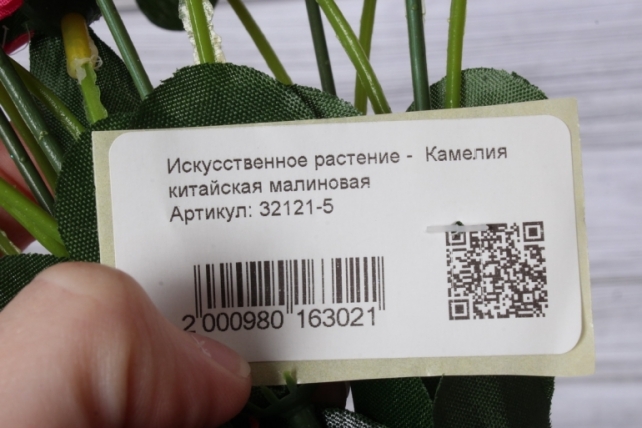 Искусственное растение - Камелия
китайская малиновая
Артикул: 32121-5
2 000980 163021